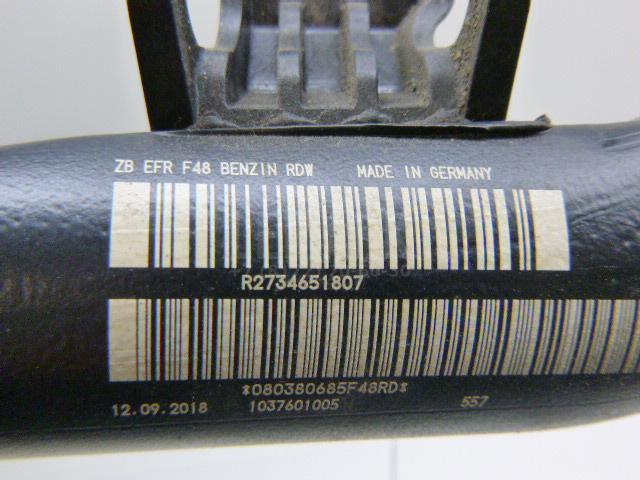 ZB EFR F48 BENZIN RDW MADE IN GERMANY
R2734651807
*080380685F48RD*
12.09.2018 1037601005 557